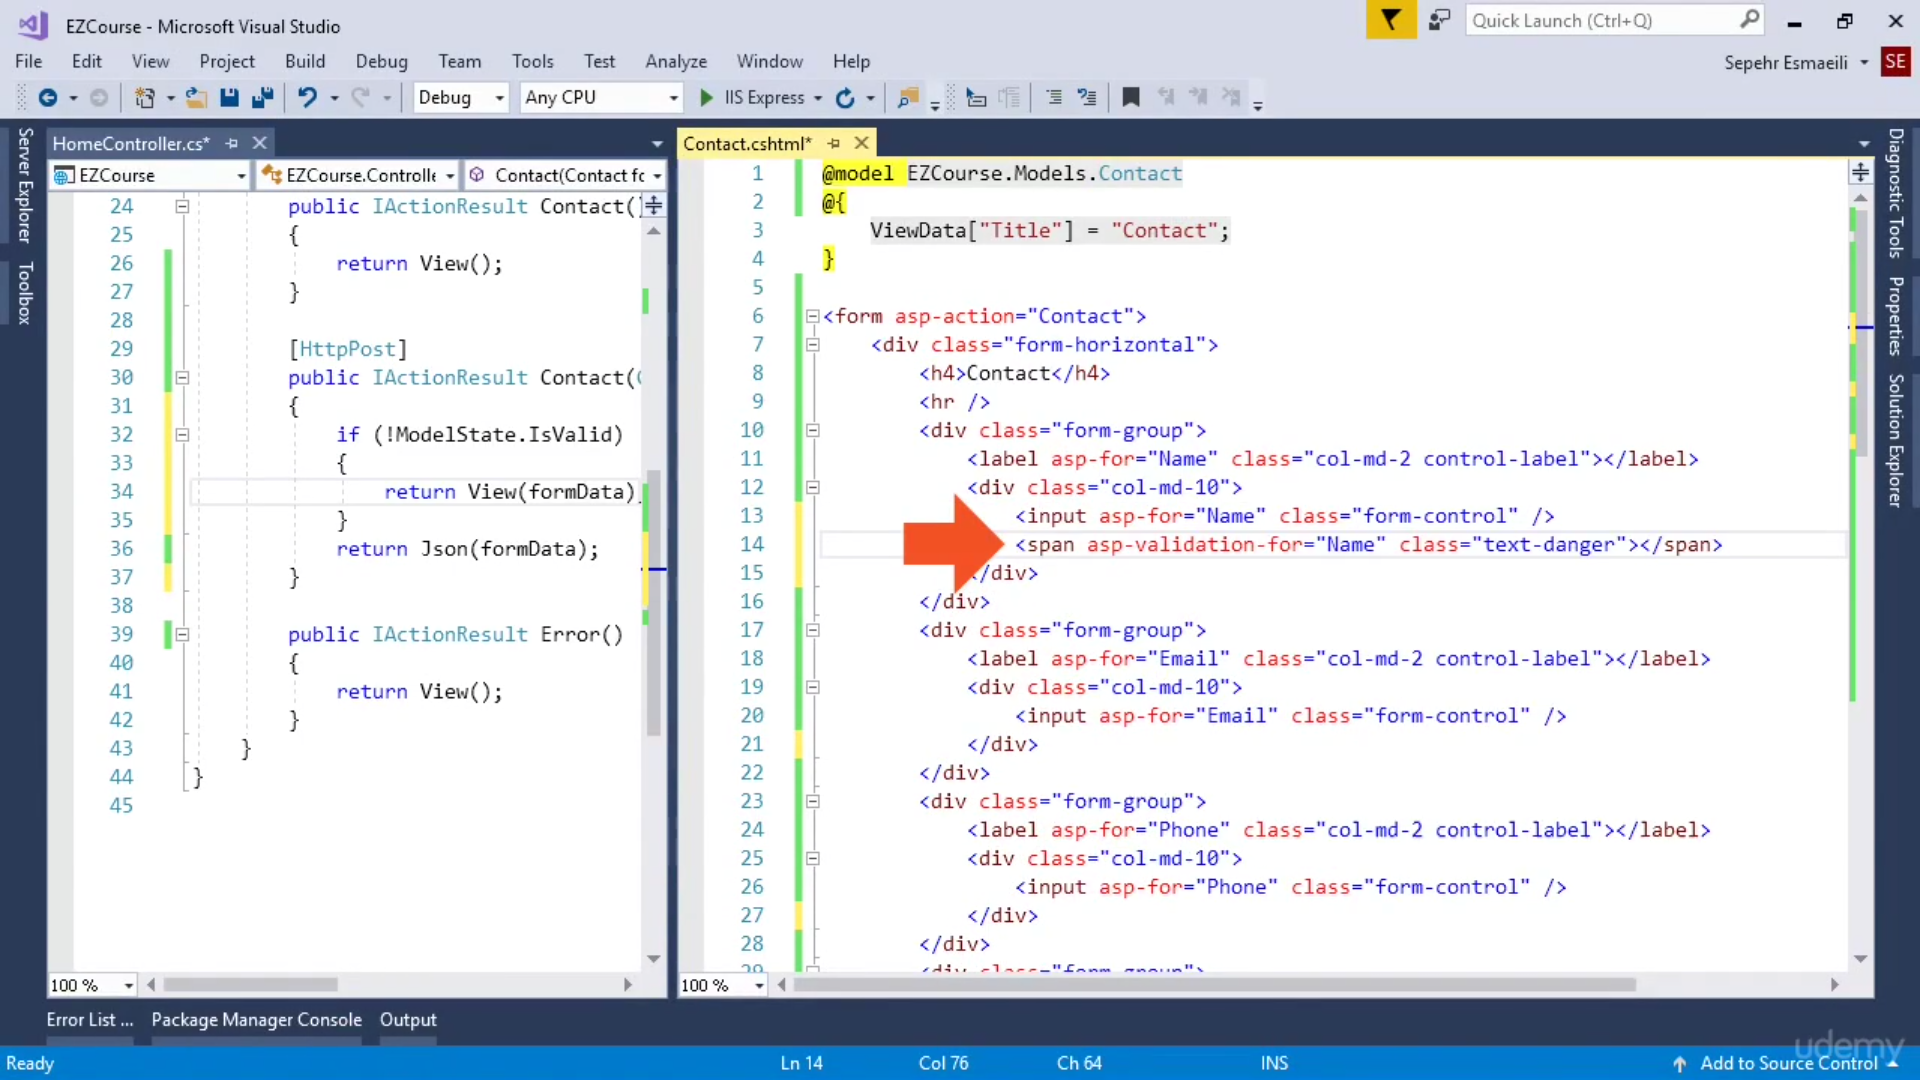 EZCourse - Microsoft Visual Studio
Quick Launch (Ctrl+Q)
File Edit View Project Build Debug Team Tools Test Analyze Window Help
Sepehr Esmaeili SE
Debug Any CPU IIS Express
Server Explorer
Toolbox
HomeController.cs*
EZCourse EZCourse.Controlle Contact(Contact fo
24 public IActionResult Contact()
25 {
26 return View();
27 }
28
29 [HttpPost]
30 public IActionResult Contact(
31 {
32 if (!ModelState.IsValid)
33 {
34 return View(formData)
35 }
36 return Json(formData);
37 }
38
39 public IActionResult Error()
40 {
41 return View();
42 }
43 }
44 }
45
100 %
Contact.cshtml*
1 @model EZCourse.Models.Contact
2 @{
3 ViewData["Title"] = "Contact";
4 }
5
6 <form asp-action="Contact">
7 <div class="form-horizontal">
8 <h4>Contact</h4>
9 <hr />
10 <div class="form-group">
11 <label asp-for="Name" class="col-md-2 control-label"></label>
12 <div class="col-md-10">
13 <input asp-for="Name" class="form-control" />
14 <span asp-validation-for="Name" class="text-danger"></span>
15 /div>
16 </div>
17 <div class="form-group">
18 <label asp-for="Email" class="col-md-2 control-label"></label>
19 <div class="col-md-10">
20 <input asp-for="Email" class="form-control" />
21 </div>
22 </div>
23 <div class="form-group">
24 <label asp-for="Phone" class="col-md-2 control-label"></label>
25 <div class="col-md-10">
26 <input asp-for="Phone" class="form-control" />
27 </div>
28 </div>
29 <div class="form-group">
100 %
Diagnostic Tools
Properties
Solution Explorer
Error List ... Package Manager Console Output
Ready Ln 14 Col 76 Ch 64 INS Add to Source Control
udemy